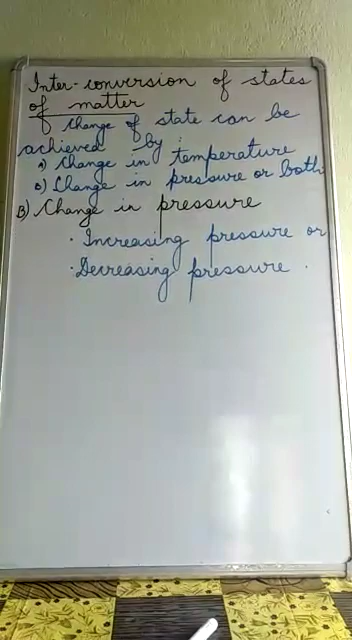 Inter-conversion of states
of matter
Change of state can be
achieved by:
a) Change in temperature
b) Change in pressure or both
B) Change in pressure
· Increasing pressure or
· Decreasing pressure.